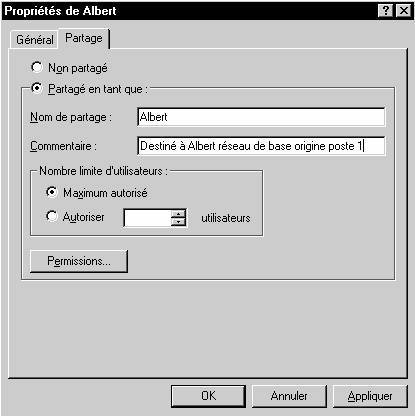 Propriétés de Albert
Général Partage
Non partagé
Partagé en tant que :
Nom de partage : Albert
Commentaire : Destiné à Albert réseau de base origine poste 1
Nombre limite d'utilisateurs :
Maximum autorisé
Autoriser utilisateurs
Permissions...
OK Annuler Appliquer